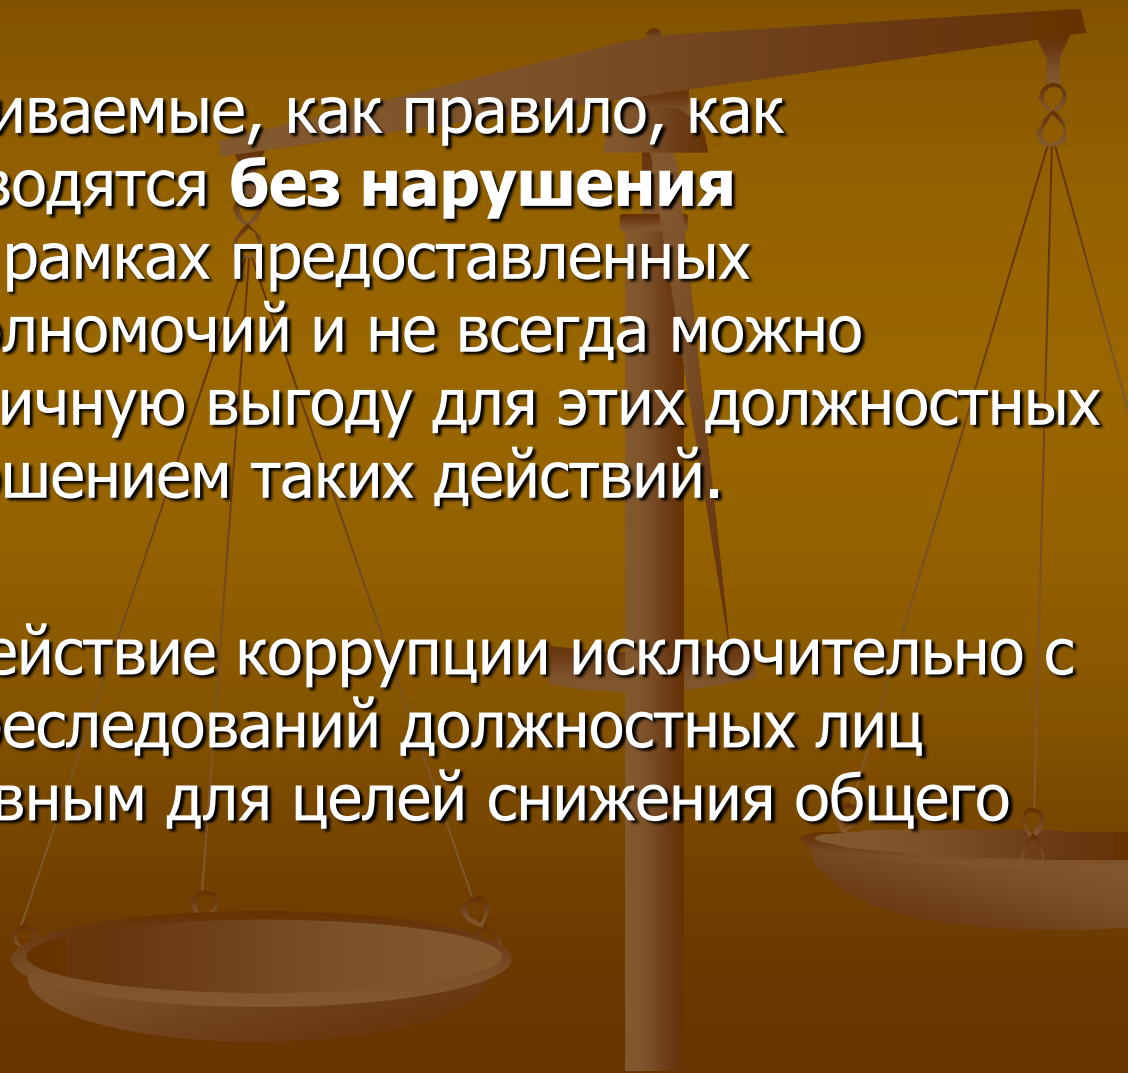 иваемые, как правило, как
водятся без нарушения
рамках предоставленных
лномочий и не всегда можно
ичную выгоду для этих должностных
шением таких действий.
ействие коррупции исключительно с
еследований должностных лиц
вным для целей снижения общего